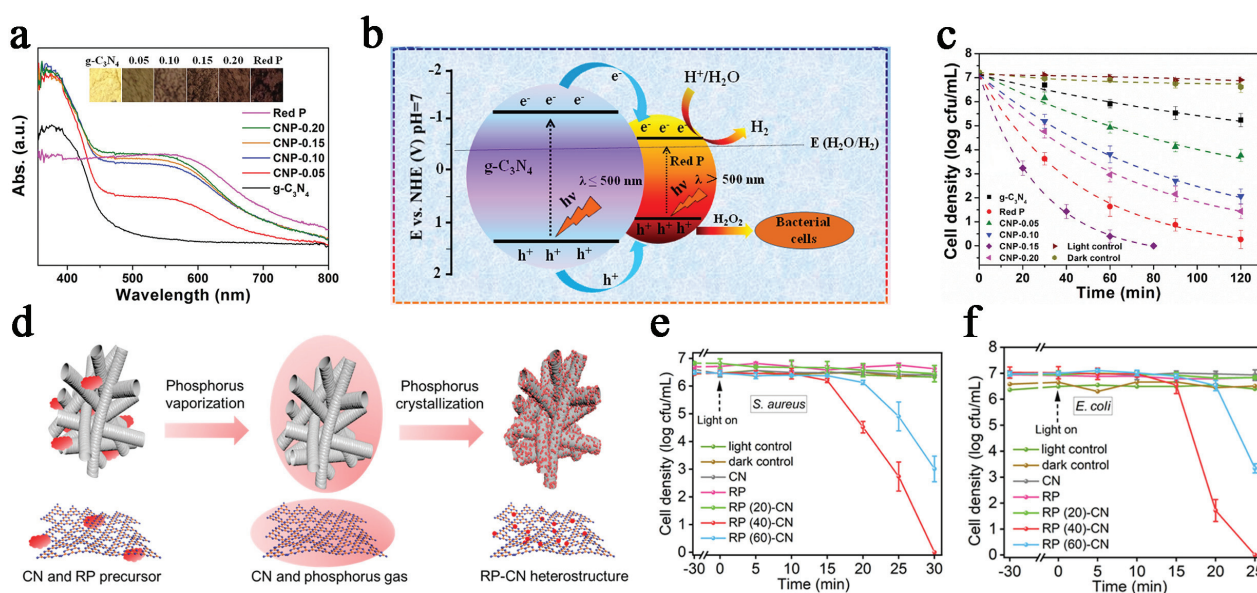 a
g-C₃N₄ 0.05 0.10 0.15 0.20 Red P
Red P
CNP-0.20
CNP-0.15
CNP-0.10
CNP-0.05
g-C₃N₄
Abs. (a.u.)
400 500 600 700 800
Wavelength (nm)
b
E vs. NHE (V) pH=7
-2
-1
0
1
2
e⁻
e⁻ e⁻ e⁻
g-C₃N₄
λ ≤ 500 nm
hν
h⁺ h⁺ h⁺
h⁺
H⁺/H₂O
e⁻ e⁻ e⁻
H₂
E (H₂O/H₂)
Red P
λ > 500 nm
hν
h⁺ h⁺ h⁺
H₂O₂
Bacterial
cells
c
Cell density (log cfu/mL)
8
7
6
5
4
3
2
1
0
g-C₃N₄
Red P
CNP-0.05
CNP-0.10
CNP-0.15 Light control
CNP-0.20 Dark control
0 20 40 60 80 100 120
Time (min)
d
Phosphorus
vaporization
Phosphorus
crystallization
CN and RP precursor
CN and phosphorus gas
RP-CN heterostructure
e
Cell density (log cfu/mL)
7
6
5
4
3
2
1
0
Light on
S. aureus
light control
dark control
CN
RP
RP (20)-CN
RP (40)-CN
RP (60)-CN
-30 0 5 10 15 20 25 30
Time (min)
f
Cell density (log cfu/mL)
8
7
6
5
4
3
2
1
0
Light on
E. coli
light control
dark control
CN
RP
RP (20)-CN
RP (40)-CN
RP (60)-CN
-30 0 5 10 15 20 25
Time (min)